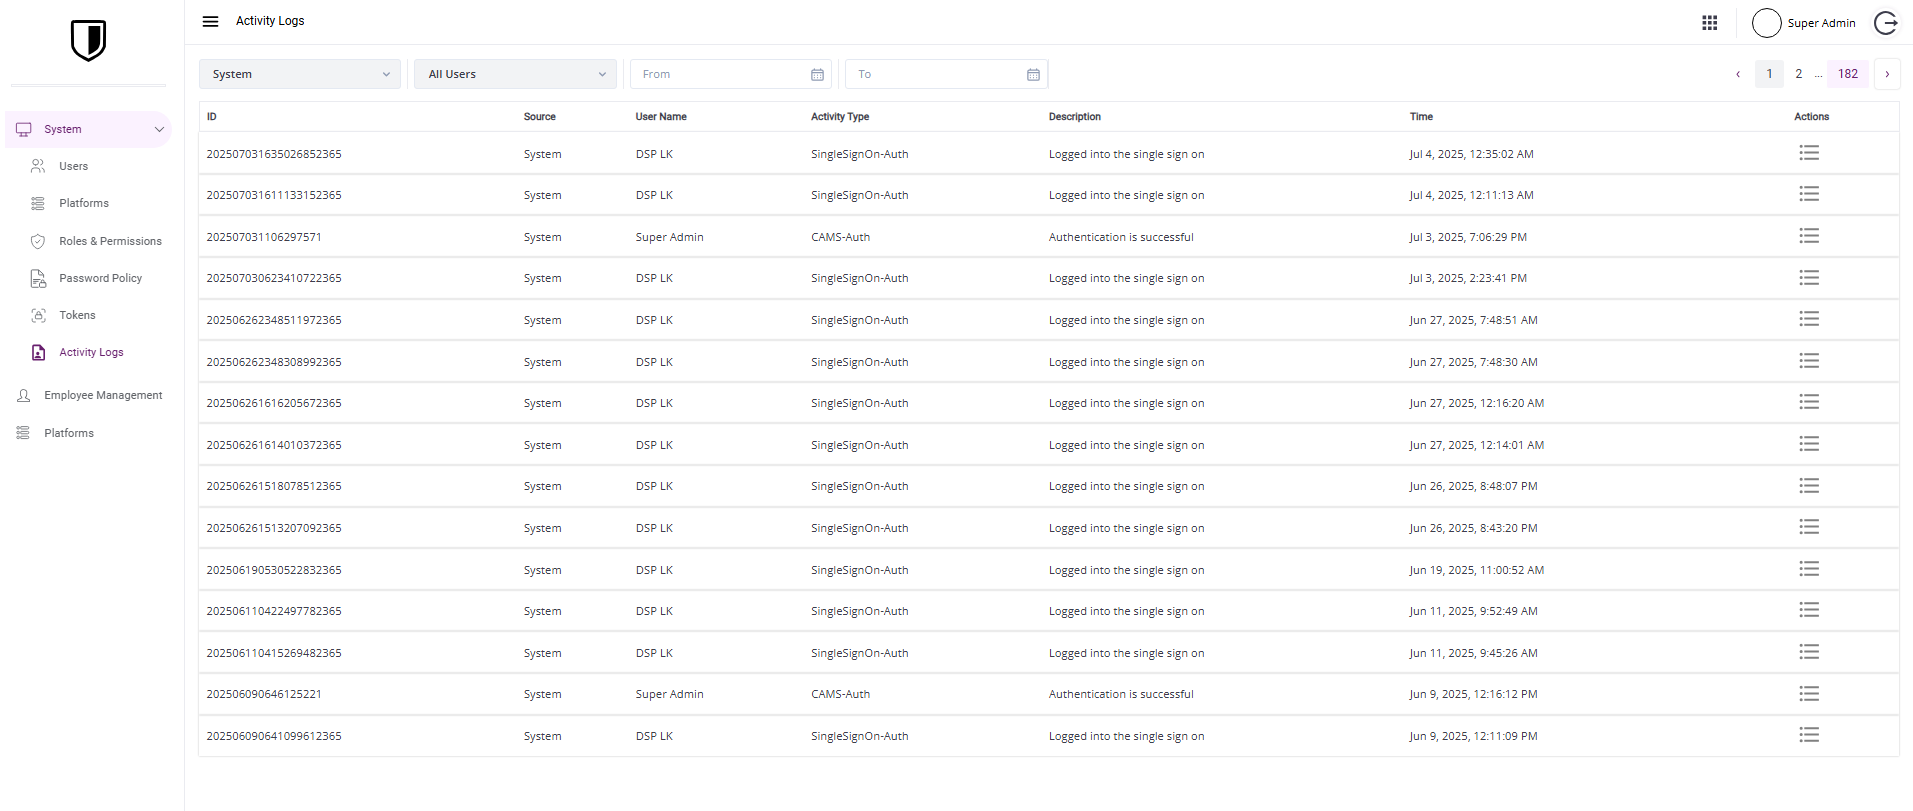 Activity Logs
Super Admin
System
All Users
From
To
‹ 1 2 ... 182 ›
System
Users
Platforms
Roles & Permissions
Password Policy
Tokens
Activity Logs
Employee Management
Platforms
ID Source User Name Activity Type Description Time Actions
202507031635026852365 System DSP LK SingleSignOn-Auth Logged into the single sign on Jul 4, 2025, 12:35:02 AM
202507031611133152365 System DSP LK SingleSignOn-Auth Logged into the single sign on Jul 4, 2025, 12:11:13 AM
202507031106297571 System Super Admin CAMS-Auth Authentication is successful Jul 3, 2025, 7:06:29 PM
202507030623410722365 System DSP LK SingleSignOn-Auth Logged into the single sign on Jul 3, 2025, 2:23:41 PM
202506262348511972365 System DSP LK SingleSignOn-Auth Logged into the single sign on Jun 27, 2025, 7:48:51 AM
202506262348308992365 System DSP LK SingleSignOn-Auth Logged into the single sign on Jun 27, 2025, 7:48:30 AM
202506261616205672365 System DSP LK SingleSignOn-Auth Logged into the single sign on Jun 27, 2025, 12:16:20 AM
202506261614010372365 System DSP LK SingleSignOn-Auth Logged into the single sign on Jun 27, 2025, 12:14:01 AM
202506261518078512365 System DSP LK SingleSignOn-Auth Logged into the single sign on Jun 26, 2025, 8:48:07 PM
202506261513207092365 System DSP LK SingleSignOn-Auth Logged into the single sign on Jun 26, 2025, 8:43:20 PM
202506190530522832365 System DSP LK SingleSignOn-Auth Logged into the single sign on Jun 19, 2025, 11:00:52 AM
202506110422497782365 System DSP LK SingleSignOn-Auth Logged into the single sign on Jun 11, 2025, 9:52:49 AM
202506110415269482365 System DSP LK SingleSignOn-Auth Logged into the single sign on Jun 11, 2025, 9:45:26 AM
202506090646125221 System Super Admin CAMS-Auth Authentication is successful Jun 9, 2025, 12:16:12 PM
202506090641099612365 System DSP LK SingleSignOn-Auth Logged into the single sign on Jun 9, 2025, 12:11:09 PM